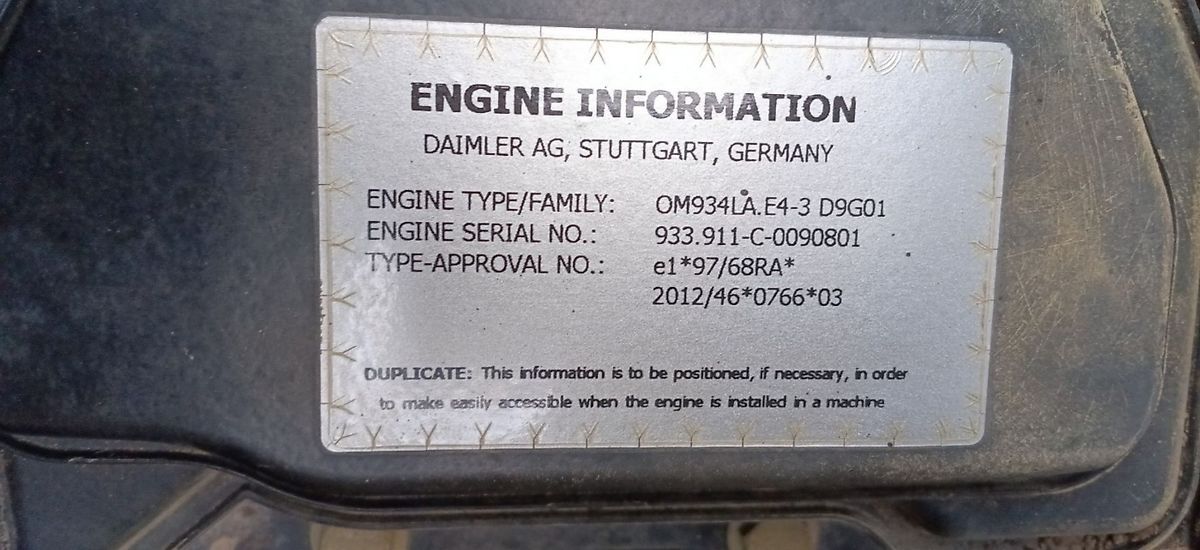 ENGINE INFORMATION
DAIMLER AG, STUTTGART, GERMANY
ENGINE TYPE/FAMILY: OM934LA.E4-3 D9G01
ENGINE SERIAL NO.: 933.911-C-0090801
TYPE-APPROVAL NO.: e1*97/68RA*
2012/46*0766*03
DUPLICATE: This information is to be positioned, if necessary, in order
to make easily accessible when the engine is installed in a machine